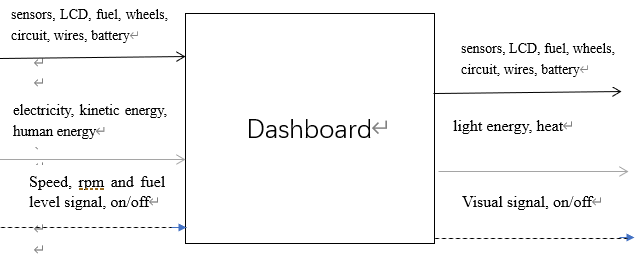 sensors, LCD, fuel, wheels,
circuit, wires, battery
electricity, kinetic energy,
human energy
Speed, rpm and fuel
level signal, on/off
Dashboard
sensors, LCD, fuel, wheels,
circuit, wires, battery
light energy, heat
Visual signal, on/off